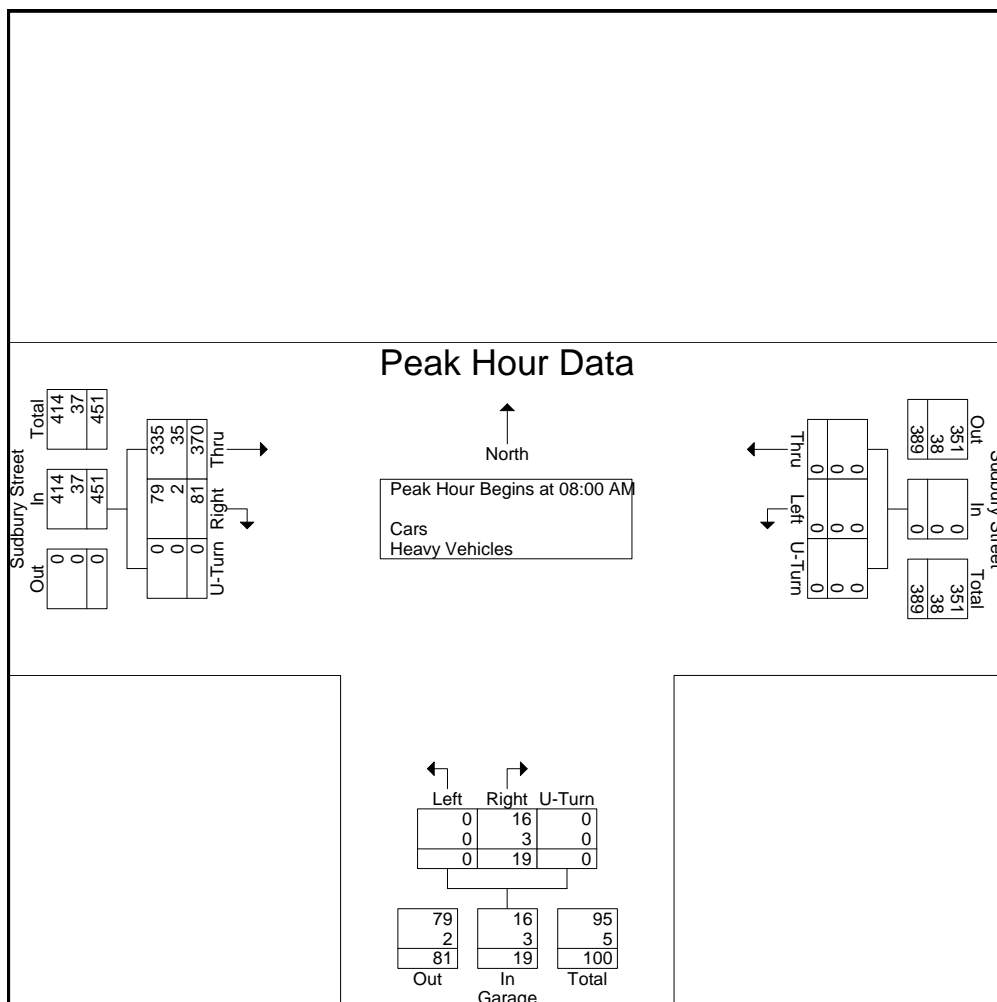 Peak Hour Data
North
Peak Hour Begins at 08:00 AM
Cars
Heavy Vehicles
Sudbury Street
Out In Total
0 414 414
0 37 37
0 451 451
Thru Right U-Turn
335 79 0
35 2 0
370 81 0
Sudbury Street
Out In Total
351 0 351
38 0 38
389 0 389
Thru Left U-Turn
0 0 0
0 0 0
0 0 0
Left Right U-Turn
0 16 0
0 3 0
0 19 0
79 16 95
2 3 5
81 19 100
Out In Total
Garage